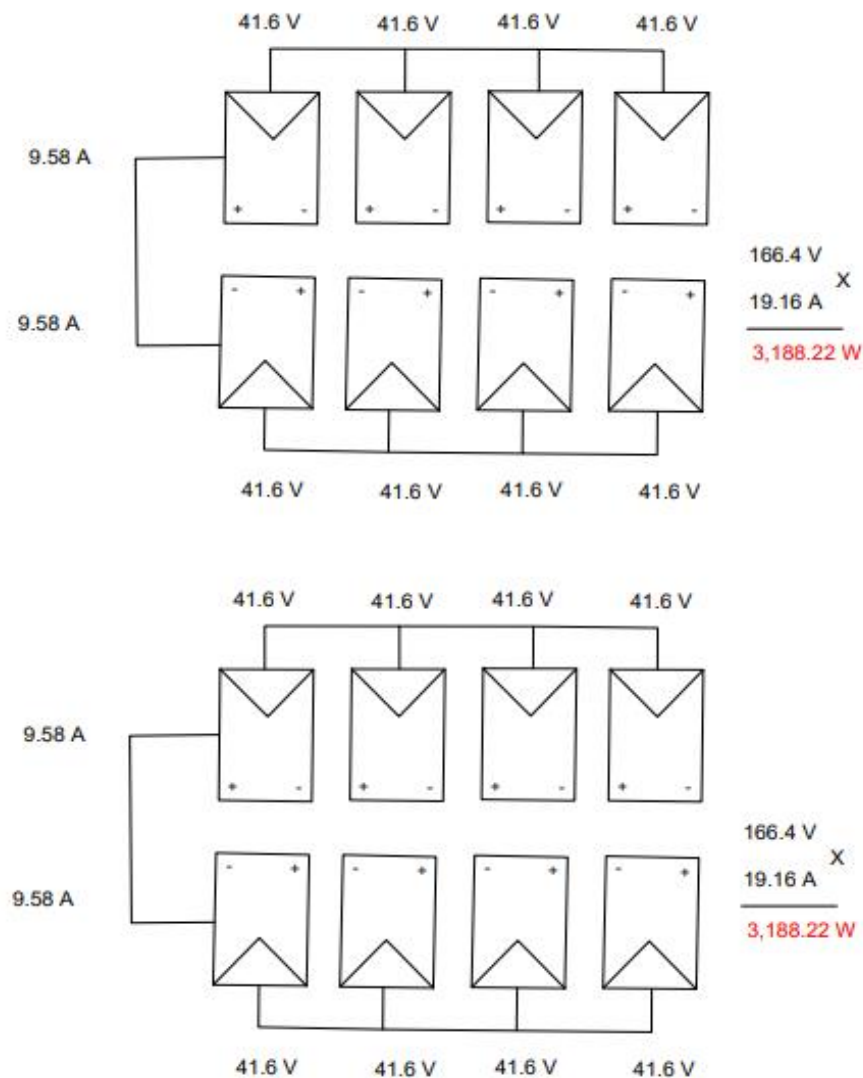 41.6 V 41.6 V 41.6 V 41.6 V
9.58 A
+ - + - + - + -
166.4 V
X
- + - + - + - +
19.16 A
9.58 A
3,188.22 W
41.6 V 41.6 V 41.6 V 41.6 V
41.6 V 41.6 V 41.6 V 41.6 V
9.58 A
+ - + - + - + -
166.4 V
X
- + - + - + - +
19.16 A
9.58 A
3,188.22 W
41.6 V 41.6 V 41.6 V 41.6 V